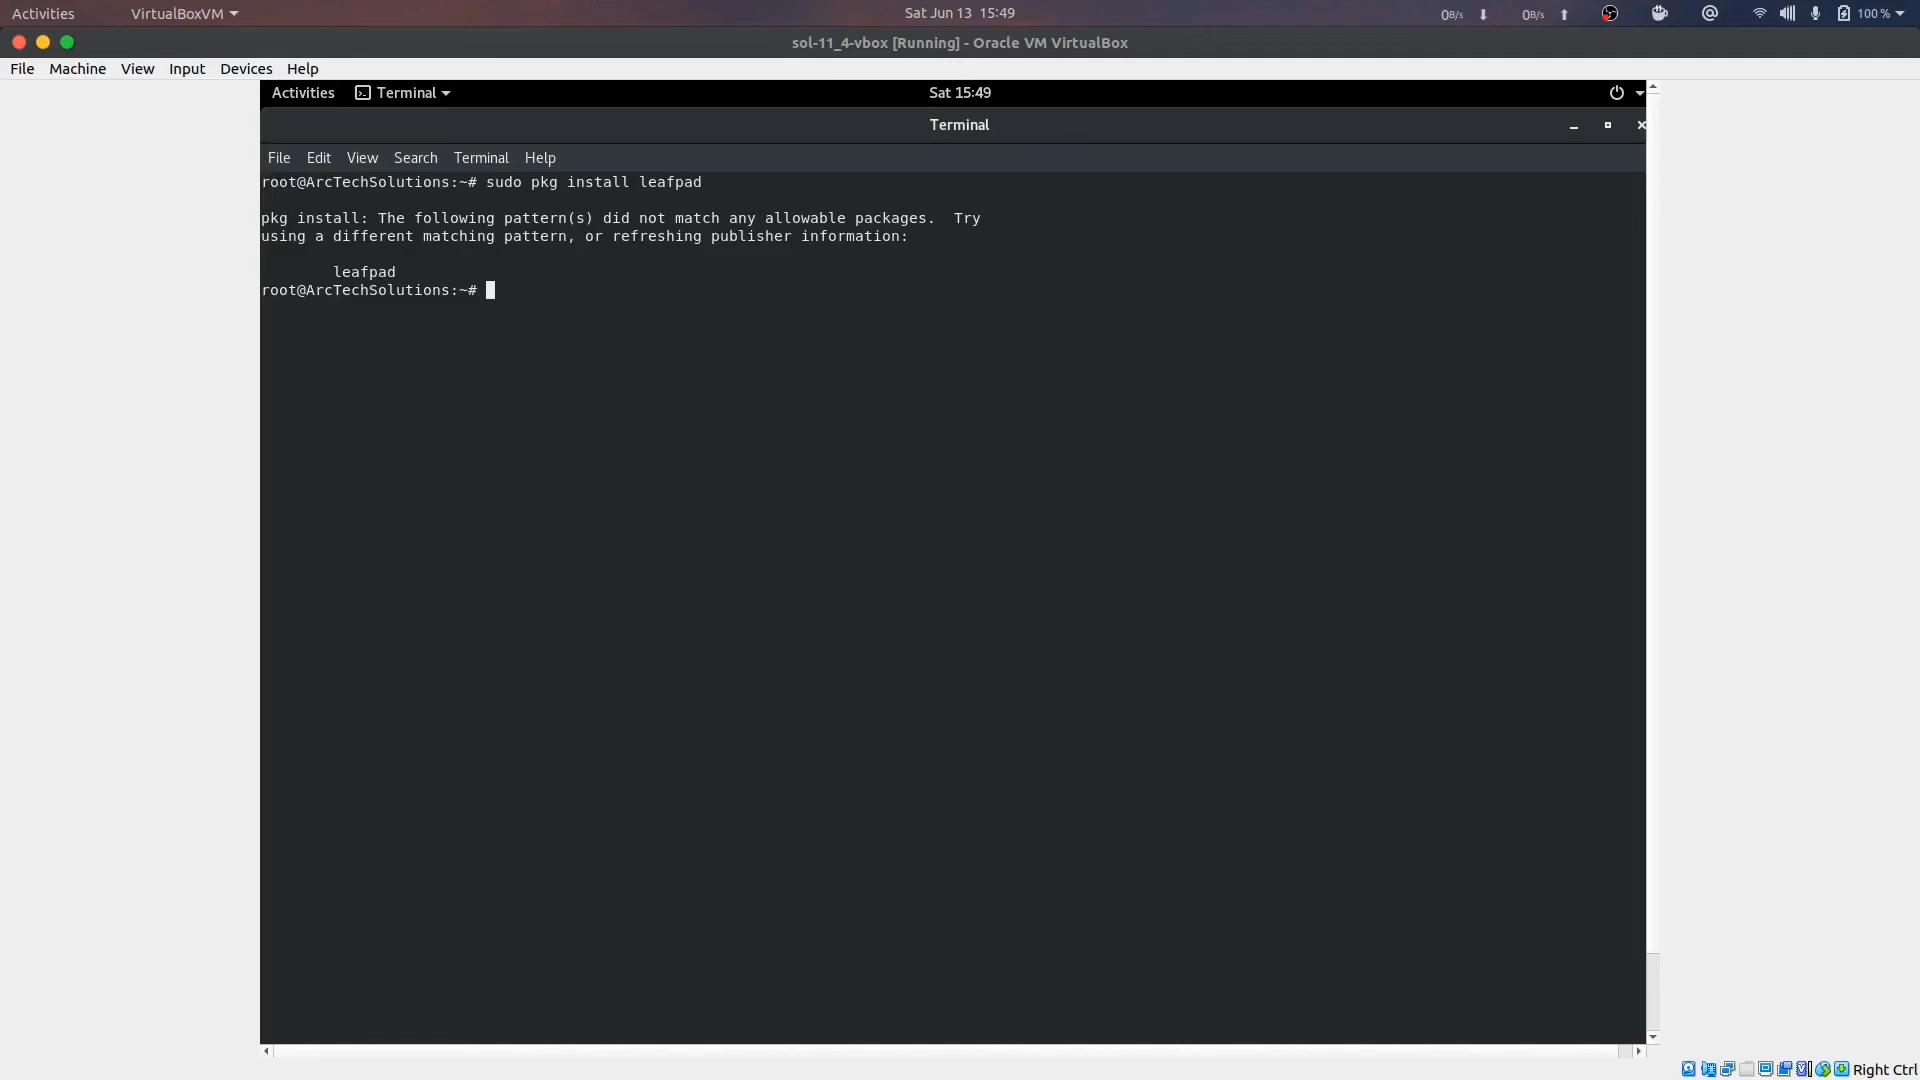 Activities VirtualBoxVM Sat Jun 13 15:49 0B/s 0B/s 100 %
sol-11_4-vbox [Running] - Oracle VM VirtualBox
File Machine View Input Devices Help
Activities Terminal Sat 15:49
Terminal
File Edit View Search Terminal Help
root@ArcTechSolutions:~# sudo pkg install leafpad
pkg install: The following pattern(s) did not match any allowable packages.  Try
using a different matching pattern, or refreshing publisher information:
leafpad
root@ArcTechSolutions:~#
Right Ctrl